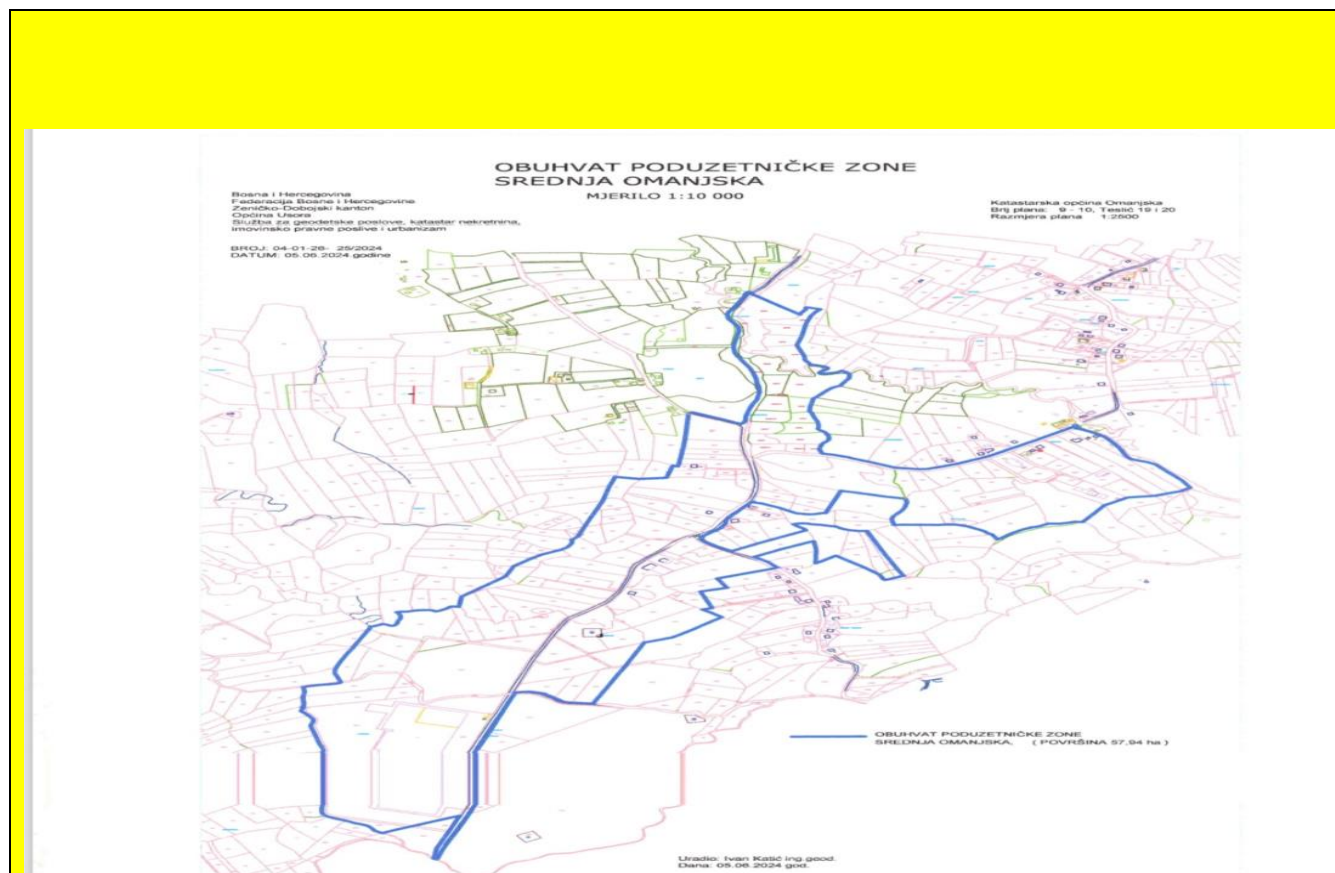 OBUHVAT PODUZETNIČKE ZONE
SREDNJA OMANJSKA
MJERILO 1:10 000
Bosna i Hercegovina
Federacija Bosne i Hercegovine
Zeničko-Dobojski kanton
Općina Usora
Služba za geodetske poslove, katastar nekretnina,
imovinsko pravne poslive i urbanizam
BROJ: 04-01-26- 25/2024
DATUM: 05.06.2024.godine
Katastarska općina Omanjska
Brij plana: 9 - 10, Teslić 19 i 20
Razmjera plana 1:2500
OBUHVAT PODUZETNIČKE ZONE
SREDNJA OMANJSKA, ( POVRŠINA 57,94 ha )
Uradio: Ivan Katić ing.geod.
Dana: 05.06.2024 god.